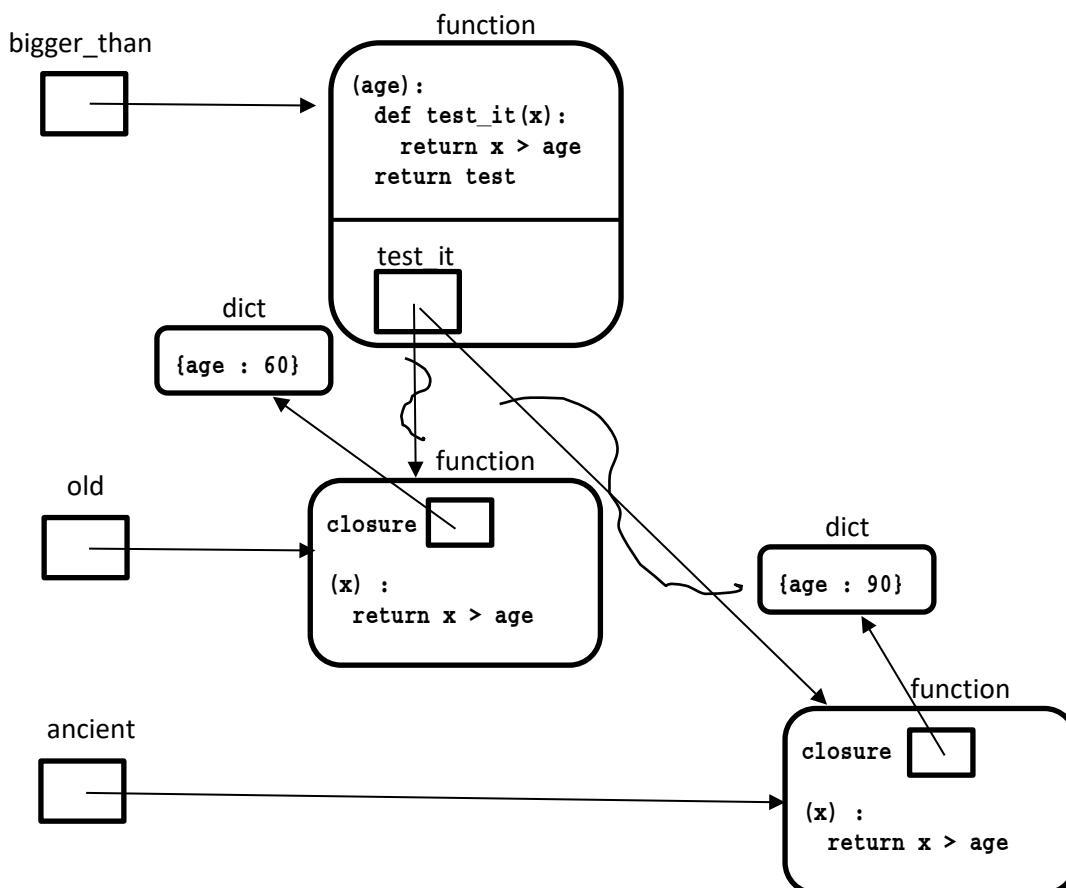 function
bigger_than
(age):
def test_it(x):
return x > age
return test
test_it
dict
{age : 60}
function
old
closure
(x) :
return x > age
dict
{age : 90}
function
ancient
closure
(x) :
return x > age